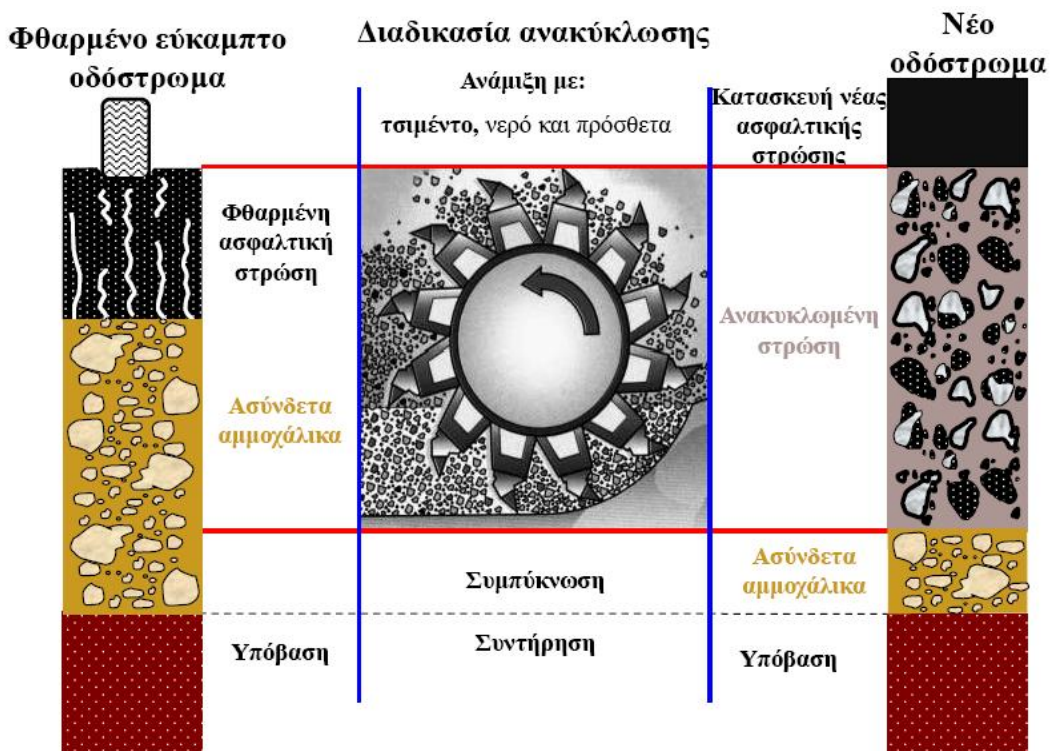 Φθαρμένο εύκαμπτο
οδόστρωμα
Διαδικασία ανακύκλωσης
Ανάμιξη με:
τσιμέντο, νερό και πρόσθετα
Νέο
οδόστρωμα
Κατασκευή νέας
ασφαλτικής
στρώσης
Φθαρμένη
ασφαλτική
στρώση
Ανακυκλωμένη
στρώση
Ασύνδετα
αμμοχάλικα
Συμπύκνωση
Ασύνδετα
αμμοχάλικα
Υπόβαση
Συντήρηση
Υπόβαση